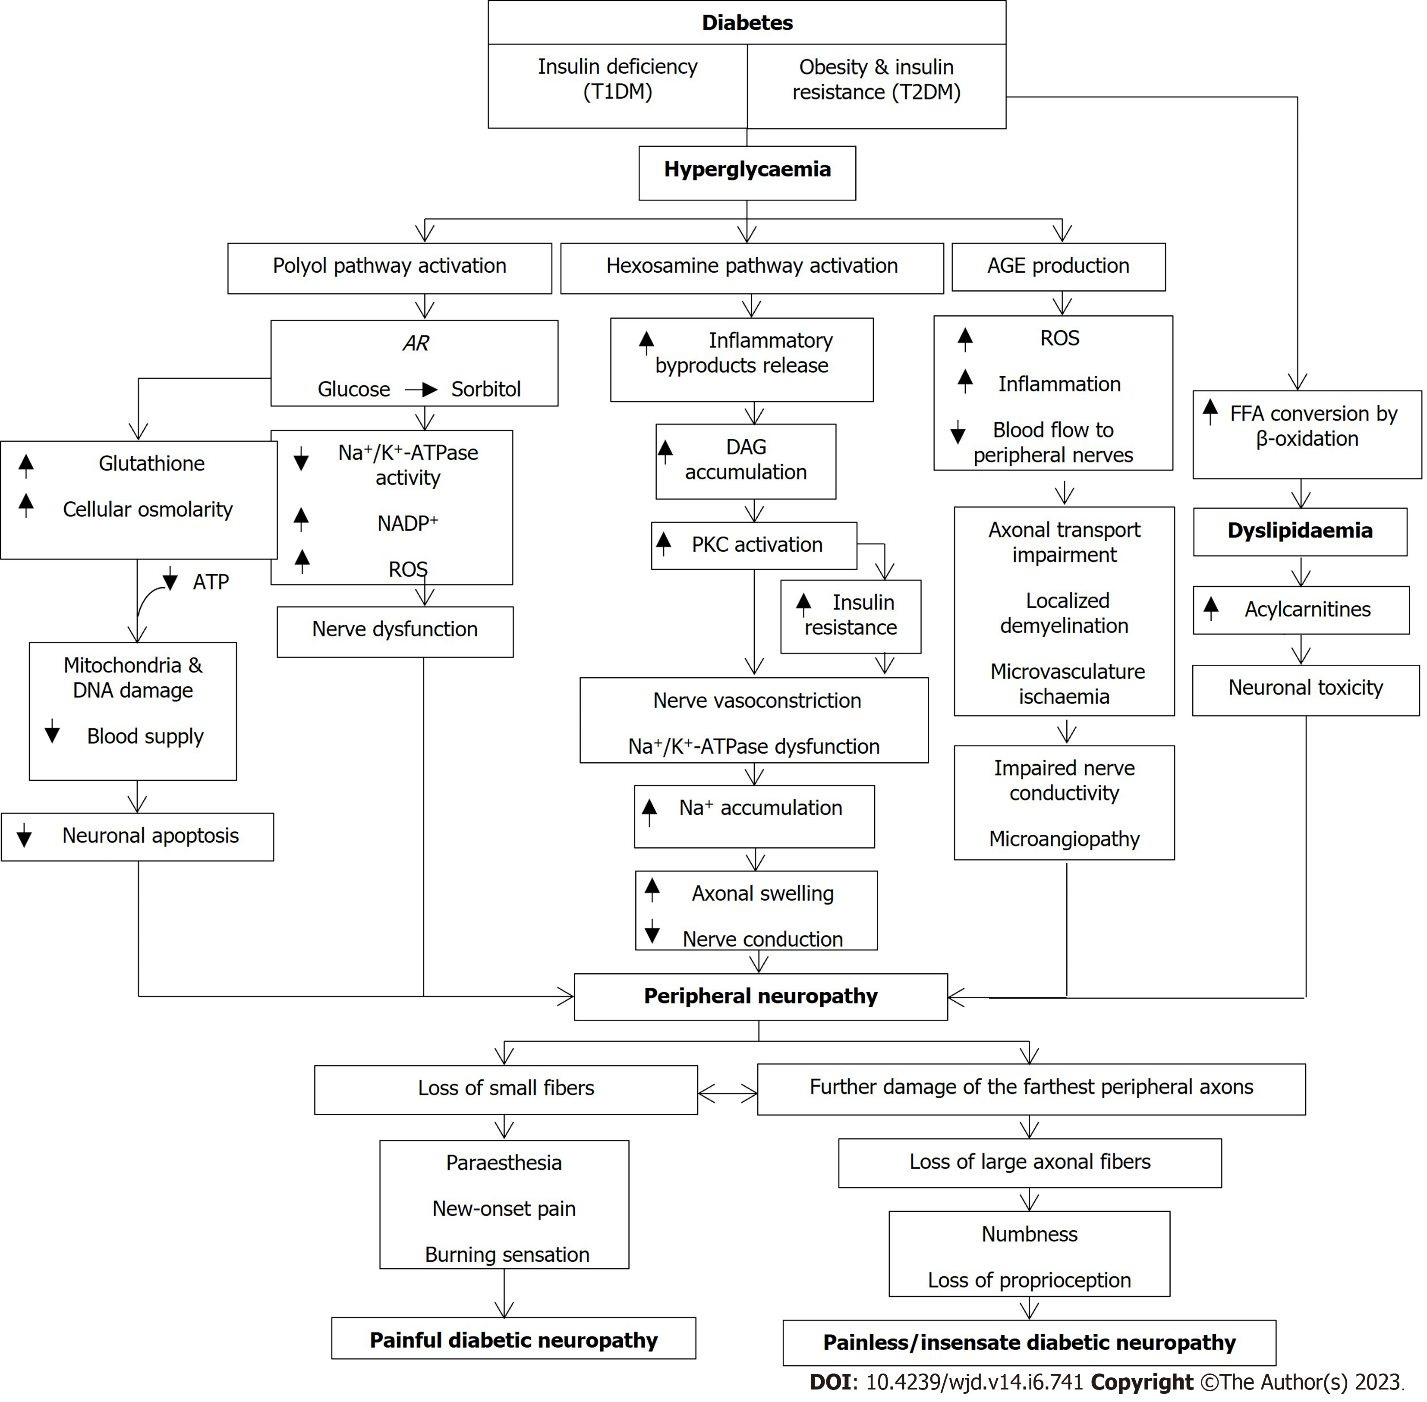 Diabetes
Insulin deficiency
(T1DM)
Obesity & insulin
resistance (T2DM)
Hyperglycaemia
Polyol pathway activation
Hexosamine pathway activation
AGE production
AR
Glucose
Sorbitol
Inflammatory
byproducts release
ROS
Inflammation
Blood flow to
peripheral nerves
FFA conversion by
β-oxidation
Glutathione
Cellular osmolarity
Na⁺/K⁺-ATPase
activity
NADP⁺
ROS
DAG
accumulation
PKC activation
Insulin
resistance
Axonal transport
impairment
Localized
demyelination
Microvasculature
ischaemia
Dyslipidaemia
Acylcarnitines
Neuronal toxicity
ATP
Nerve dysfunction
Mitochondria &
DNA damage
Blood supply
Nerve vasoconstriction
Na⁺/K⁺-ATPase dysfunction
Impaired nerve
conductivity
Microangiopathy
Neuronal apoptosis
Na⁺ accumulation
Axonal swelling
Nerve conduction
Peripheral neuropathy
Loss of small fibers
Further damage of the farthest peripheral axons
Paraesthesia
New-onset pain
Burning sensation
Loss of large axonal fibers
Numbness
Loss of proprioception
Painful diabetic neuropathy
Painless/insensate diabetic neuropathy
DOI: 10.4239/wjd.v14.i6.741 Copyright ©The Author(s) 2023.